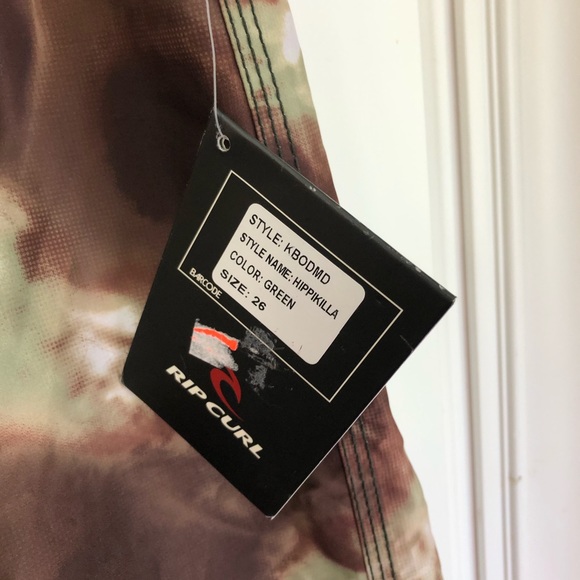 STYLE: KBODMD
STYLE NAME: HIPPIKILLA
COLOR: GREEN
SIZE: 26
BARCODE
RIP CURL